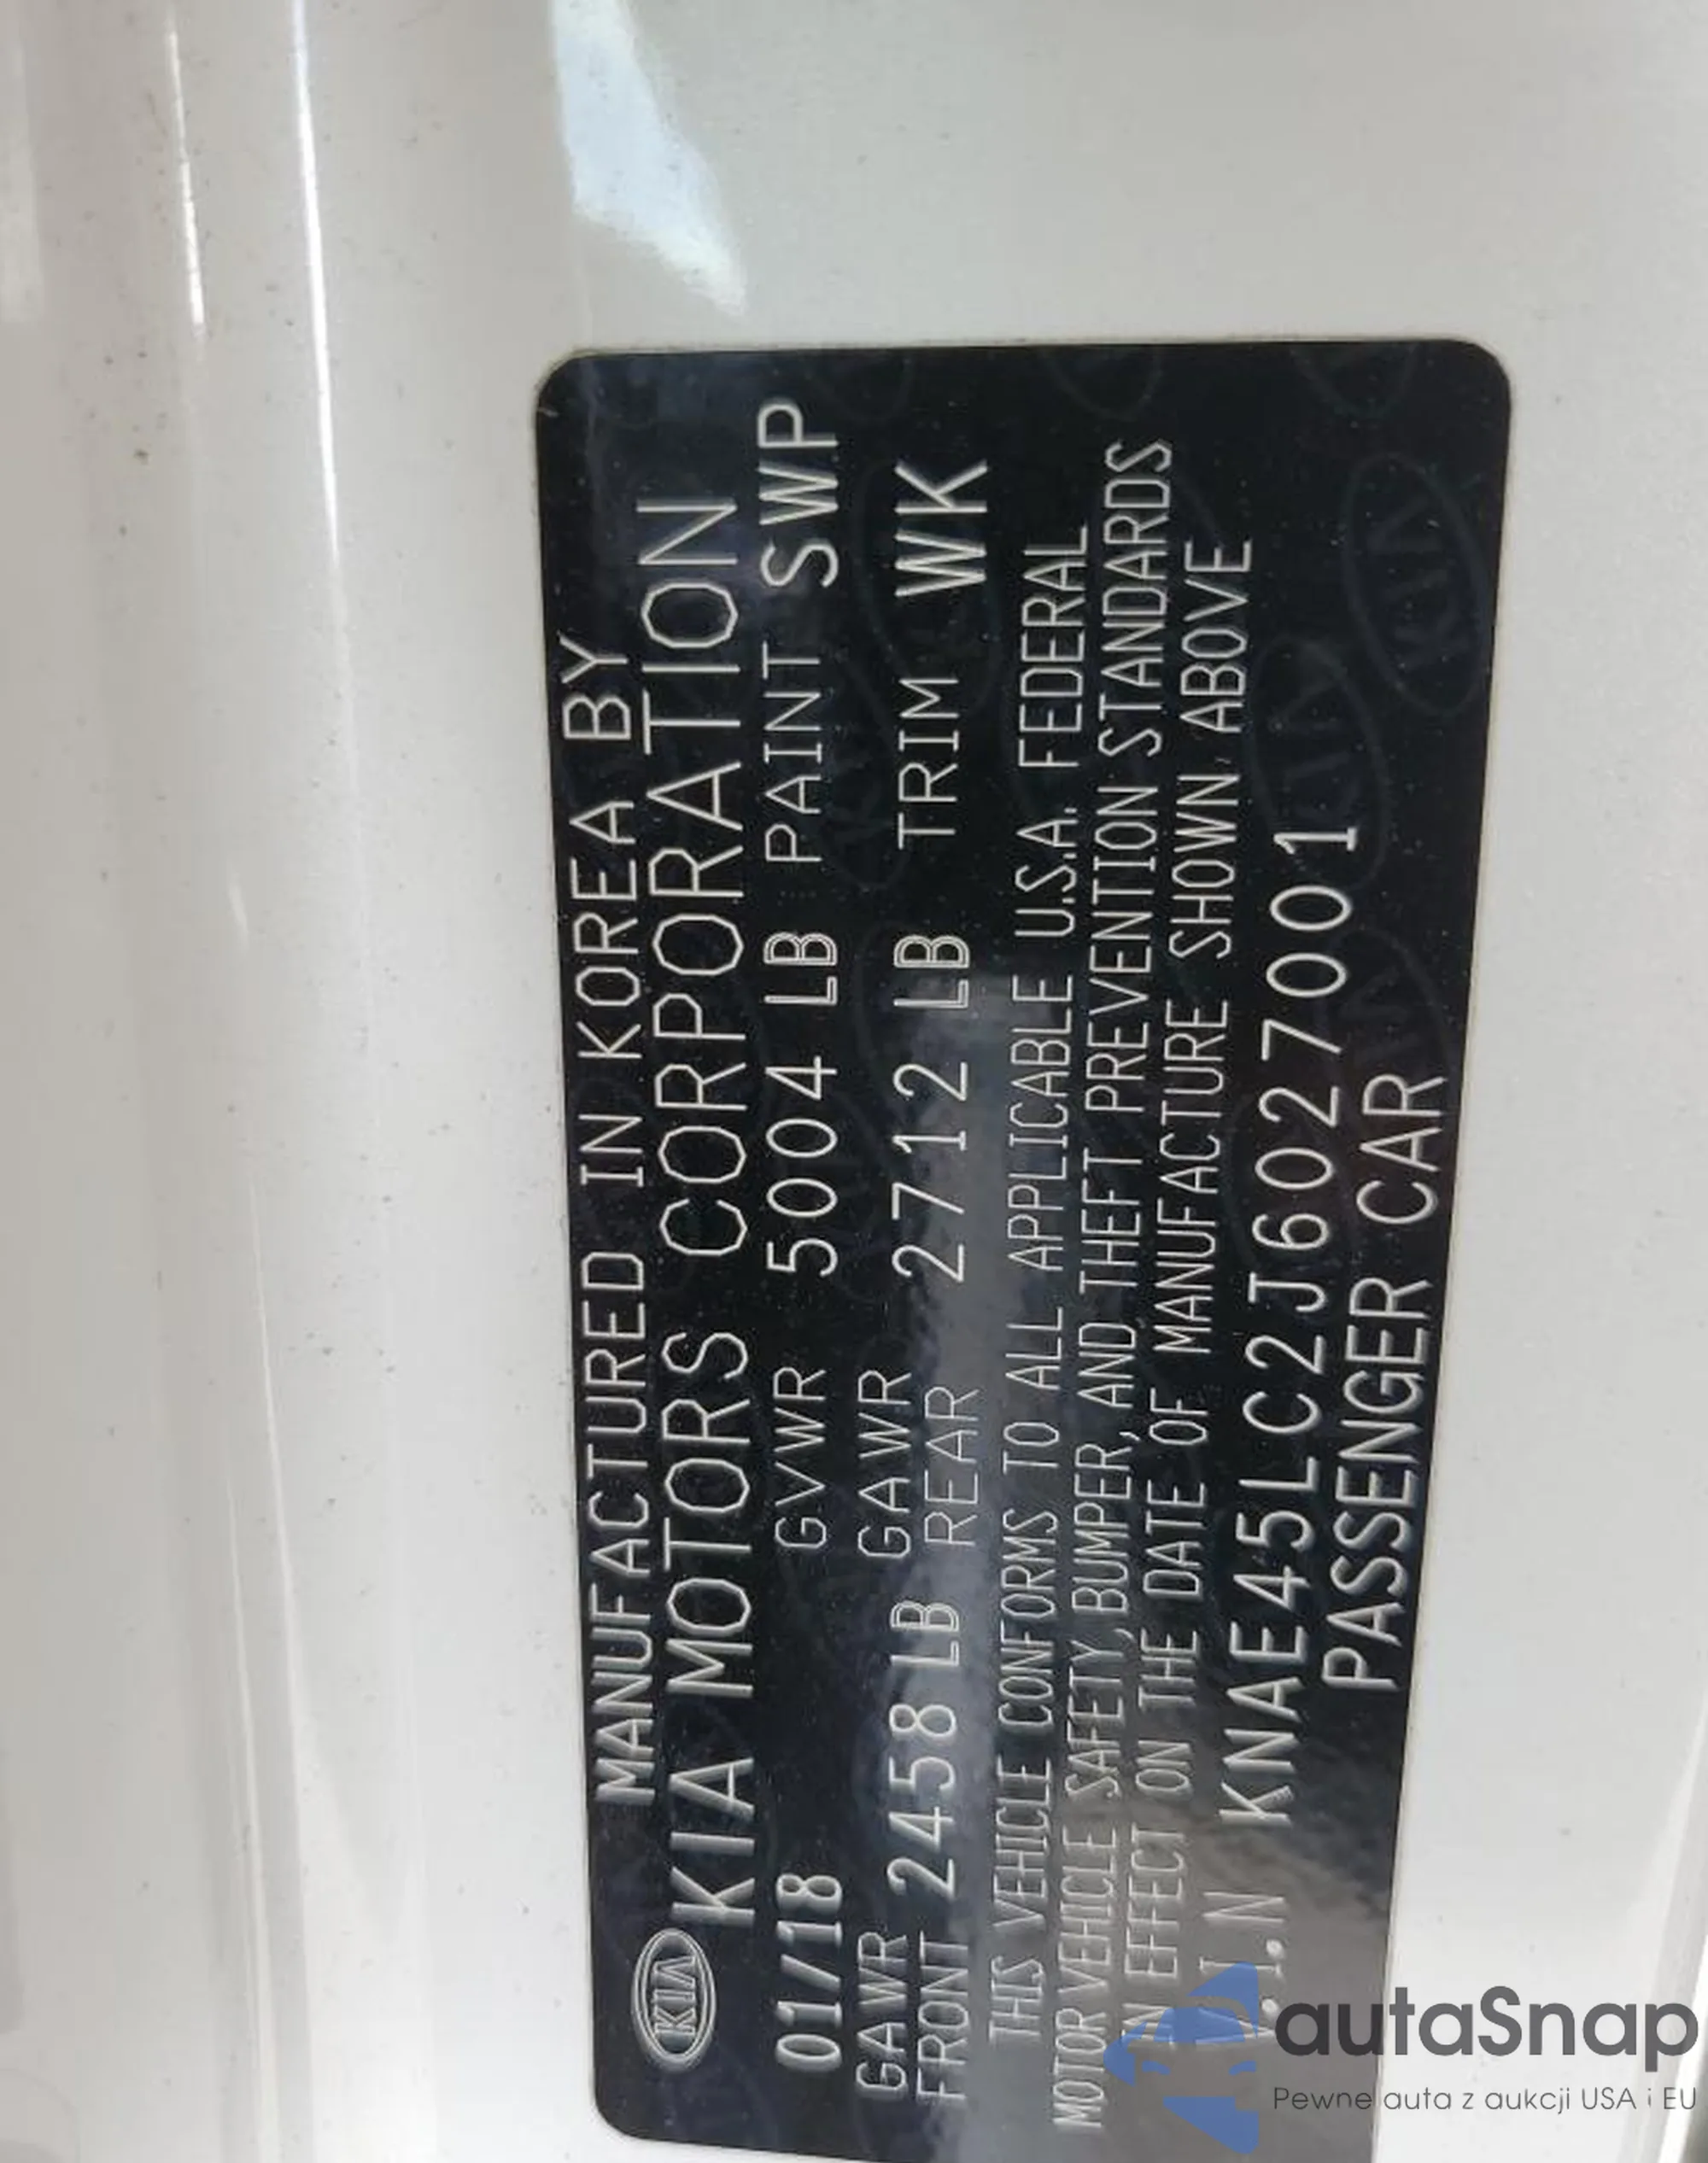 KIA
MANUFACTURED IN KOREA BY
KIA MOTORS CORPORATION
01/18 GVWR 5004 LB PAINT SWP
GAWR FRONT 2458 LB GAWR REAR 2712 LB TRIM WK
THIS VEHICLE CONFORMS TO ALL APPLICABLE U.S.A. FEDERAL
MOTOR VEHICLE SAFETY, BUMPER, AND THEFT PREVENTION STANDARDS
IN EFFECT ON THE DATE OF MANUFACTURE SHOWN ABOVE
V.I.N KNAE45LC2J6027001
PASSENGER CAR
autaSnap
Pewne auta z aukcji USA i EU